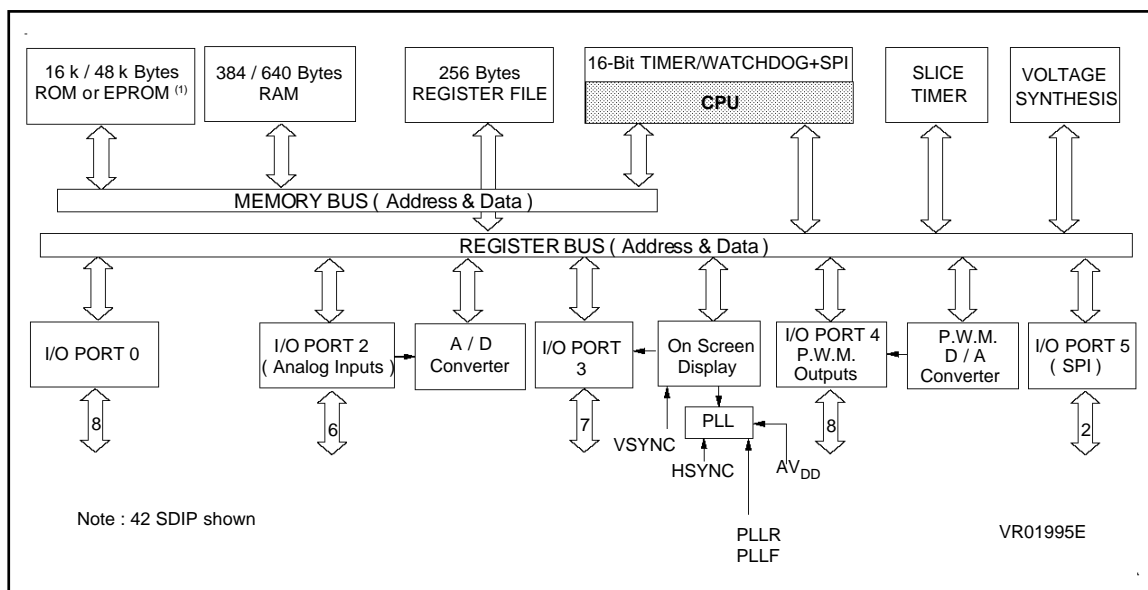 16 k / 48 k Bytes
ROM or EPROM (1)
384 / 640 Bytes
RAM
256 Bytes
REGISTER FILE
16-Bit TIMER/WATCHDOG+SPI
CPU
SLICE
TIMER
VOLTAGE
SYNTHESIS
MEMORY BUS ( Address & Data )
REGISTER BUS ( Address & Data )
I/O PORT 0
I/O PORT 2
( Analog Inputs )
A / D
Converter
I/O PORT
3
On Screen
Display
I/O PORT 4
P.W.M.
Outputs
P.W.M.
D / A
Converter
I/O PORT 5
( SPI )
8
6
7
PLL
8
2
VSYNC
HSYNC
AVDD
PLLR
PLLF
Note : 42 SDIP shown
VR01995E